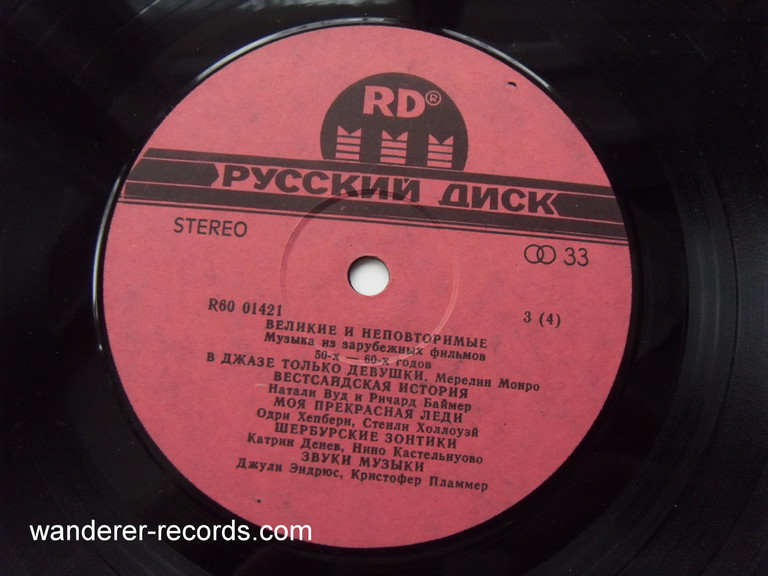 RD®
РУССКИЙ ДИСК
STEREO
33
R60 01421
3 (4)
ВЕЛИКИЕ И НЕПОВТОРИМЫЕ
Музыка из зарубежных фильмов
50-х — 60-х годов
В ДЖАЗЕ ТОЛЬКО ДЕВУШКИ. Мерелин Монро
ВЕСТСАЙДСКАЯ ИСТОРИЯ
Натали Вуд и Ричард Баймер
МОЯ ПРЕКРАСНАЯ ЛЕДИ
Одри Хепберн, Стенли Холлоуэй
ШЕРБУРСКИЕ ЗОНТИКИ
Катрин Денев, Нино Кастельнуово
ЗВУКИ МУЗЫКИ
Джули Эндрюс, Кристофер Пламмер
wanderer-records.com